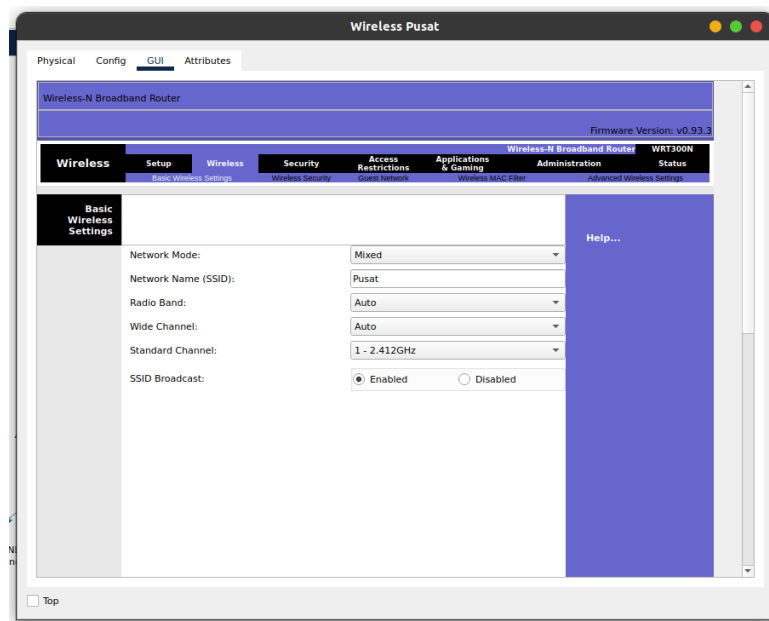 Wireless Pusat
Physical Config GUI Attributes
Wireless-N Broadband Router
Firmware Version: v0.93.3
Wireless-N Broadband Router WRT300N
Wireless Setup Wireless Security Access Restrictions Applications & Gaming Administration Status
Basic Wireless Settings Wireless Security Guest Network Wireless MAC Filter Advanced Wireless Settings
Basic Wireless Settings
Help...
Network Mode: Mixed
Network Name (SSID): Pusat
Radio Band: Auto
Wide Channel: Auto
Standard Channel: 1 - 2.412GHz
SSID Broadcast: Enabled Disabled
Top